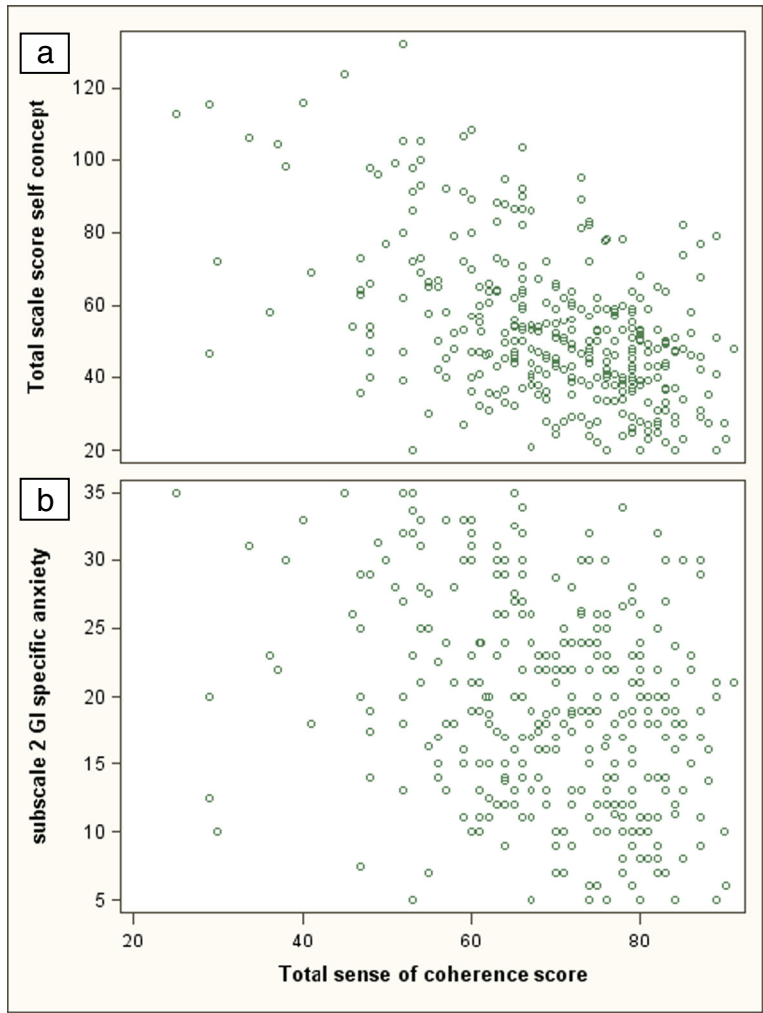 a
Total scale score self concept
120
100
80
60
40
20
b
subscale 2 GI specific anxiety
35
30
25
20
15
10
5
20 40 60 80
Total sense of coherence score